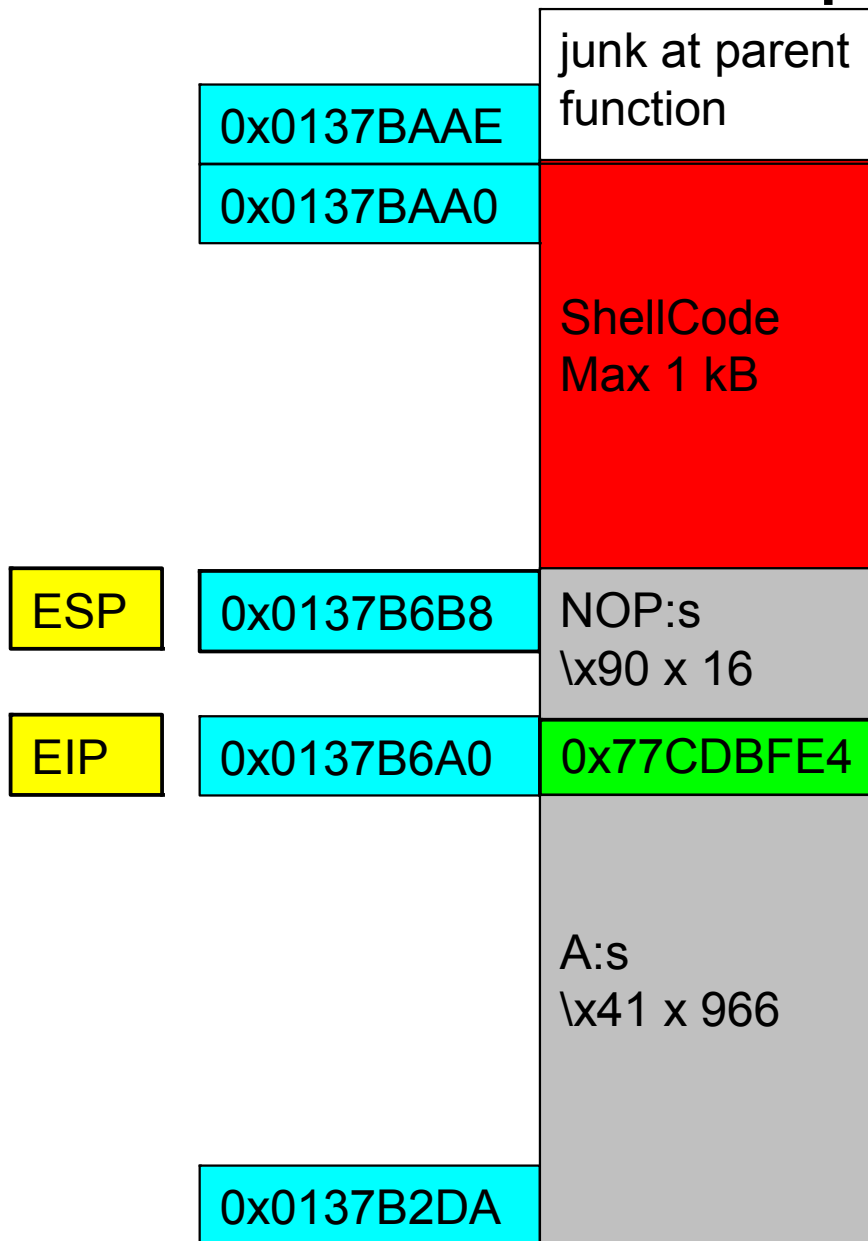 junk at parent
function
0x0137BAAE
0x0137BAA0
ShellCode
Max 1 kB
ESP
0x0137B6B8
NOP:s
\x90 x 16
EIP
0x0137B6A0
0x77CDBFE4
A:s
\x41 x 966
0x0137B2DA